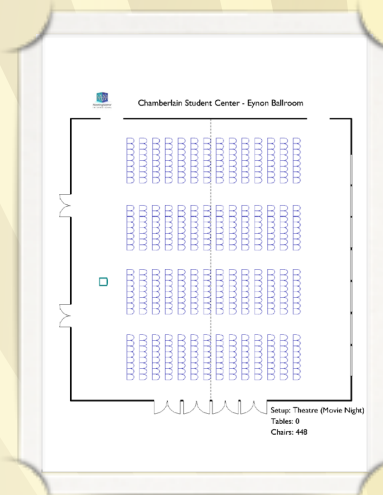 Chamberlain Student Center - Eynon Ballroom
Setup: Theatre (Movie Night)
Tables: 0
Chairs: 448